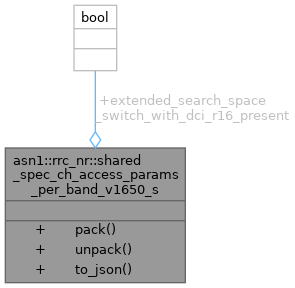 bool
+extended_search_space
_switch_with_dci_r16_present
asn1::rrc_nr::shared
_spec_ch_access_params
_per_band_v1650_s
+ pack()
+ unpack()
+ to_json()